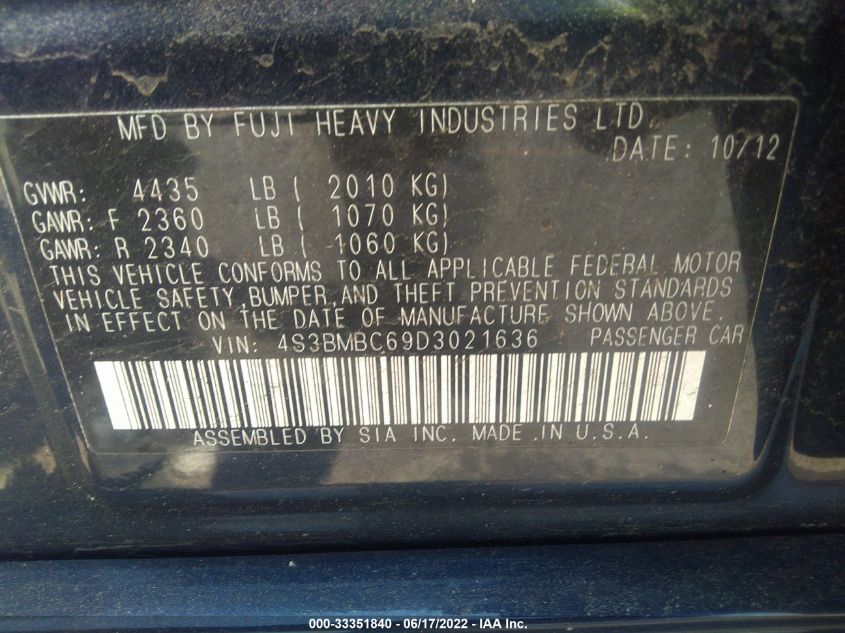 MFD BY FUJI HEAVY INDUSTRIES LTD.
DATE: 10/12
GVWR: 4435 LB ( 2010 KG)
GAWR: F 2360 LB ( 1070 KG)
GAWR: R 2340 LB ( 1060 KG)
THIS VEHICLE CONFORMS TO ALL APPLICABLE FEDERAL MOTOR
VEHICLE SAFETY, BUMPER, AND THEFT PREVENTION STANDARDS
IN EFFECT ON THE DATE OF MANUFACTURE SHOWN ABOVE.
VIN: 4S3BMBC69D3021636 PASSENGER CAR
ASSEMBLED BY SIA INC. MADE IN U.S.A.
000-33351840 - 06/17/2022 - IAA Inc.